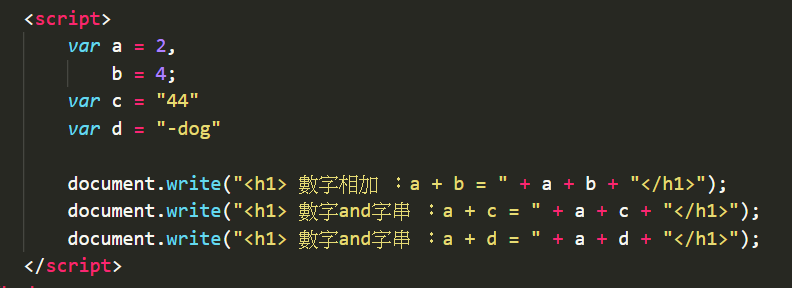 <script>
var a = 2,
b = 4;
var c = "44"
var d = "-dog"
document.write("<h1> 數字相加 ：a + b = " + a + b + "</h1>");
document.write("<h1> 數字and字串 ：a + c = " + a + c + "</h1>");
document.write("<h1> 數字and字串 ：a + d = " + a + d + "</h1>");
</script>